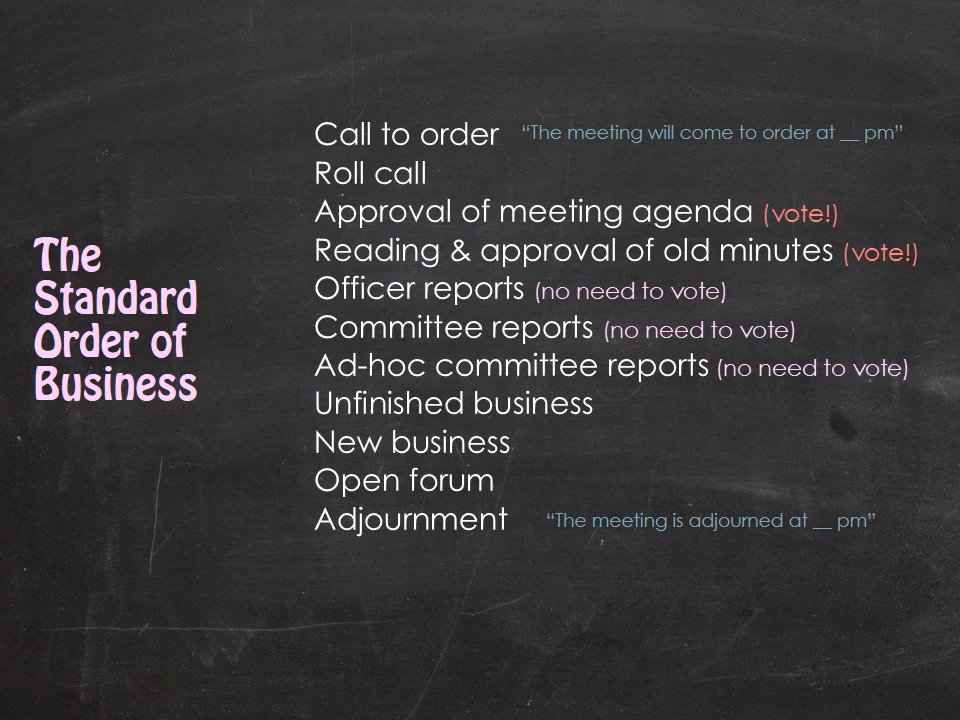 The
Standard
Order of
Business
Call to order “The meeting will come to order at __ pm”
Roll call
Approval of meeting agenda (vote!)
Reading & approval of old minutes (vote!)
Officer reports (no need to vote)
Committee reports (no need to vote)
Ad-hoc committee reports (no need to vote)
Unfinished business
New business
Open forum
Adjournment “The meeting is adjourned at __ pm”